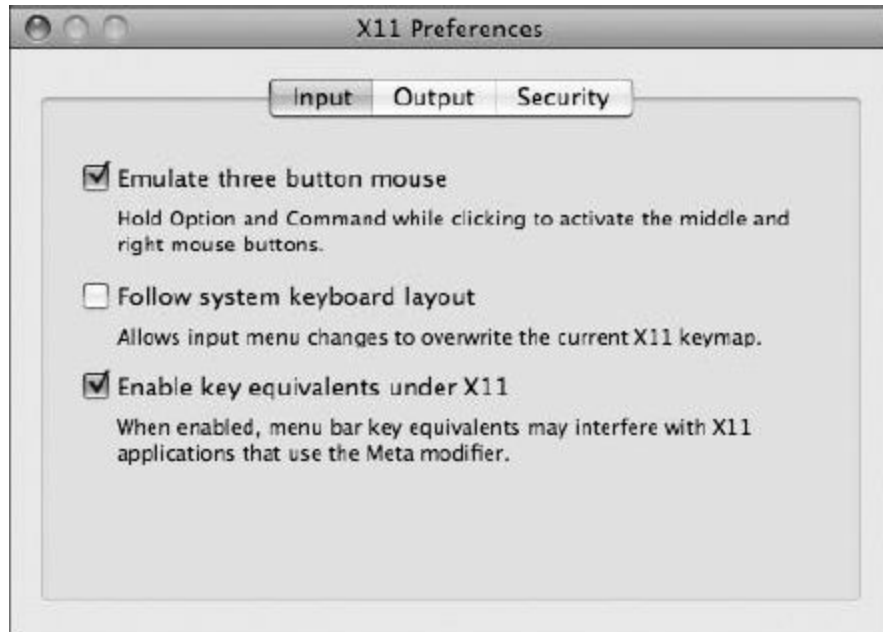 X11 Preferences
Input Output Security
Emulate three button mouse
Hold Option and Command while clicking to activate the middle and
right mouse buttons.
Follow system keyboard layout
Allows input menu changes to overwrite the current X11 keymap.
Enable key equivalents under X11
When enabled, menu bar key equivalents may interfere with X11
applications that use the Meta modifier.